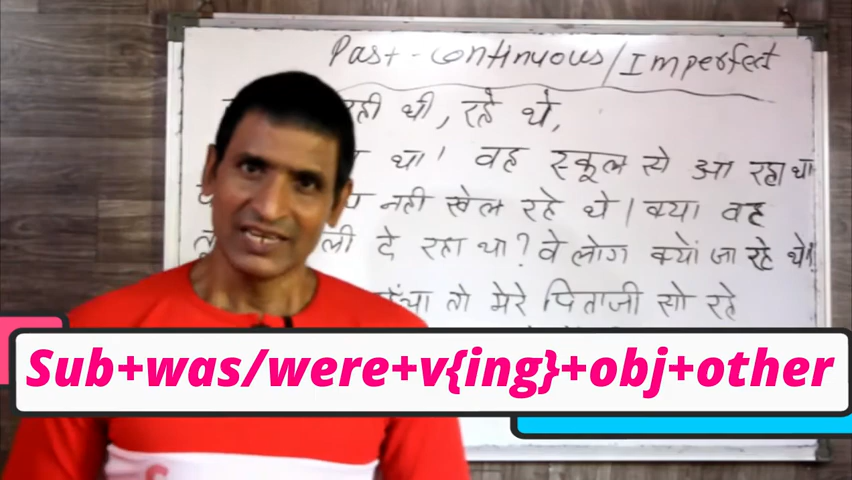 Past-continuous/Imperfect
रही थी, रहे थे,
था। वह स्कूल से आ रहा था
नही खेल रहे थे। क्या वह
दे रहा था? वे लोग क्यों जा रहे थे।
तो मेरे पिताजी सो रहे
Sub+was/were+v{ing}+obj+other